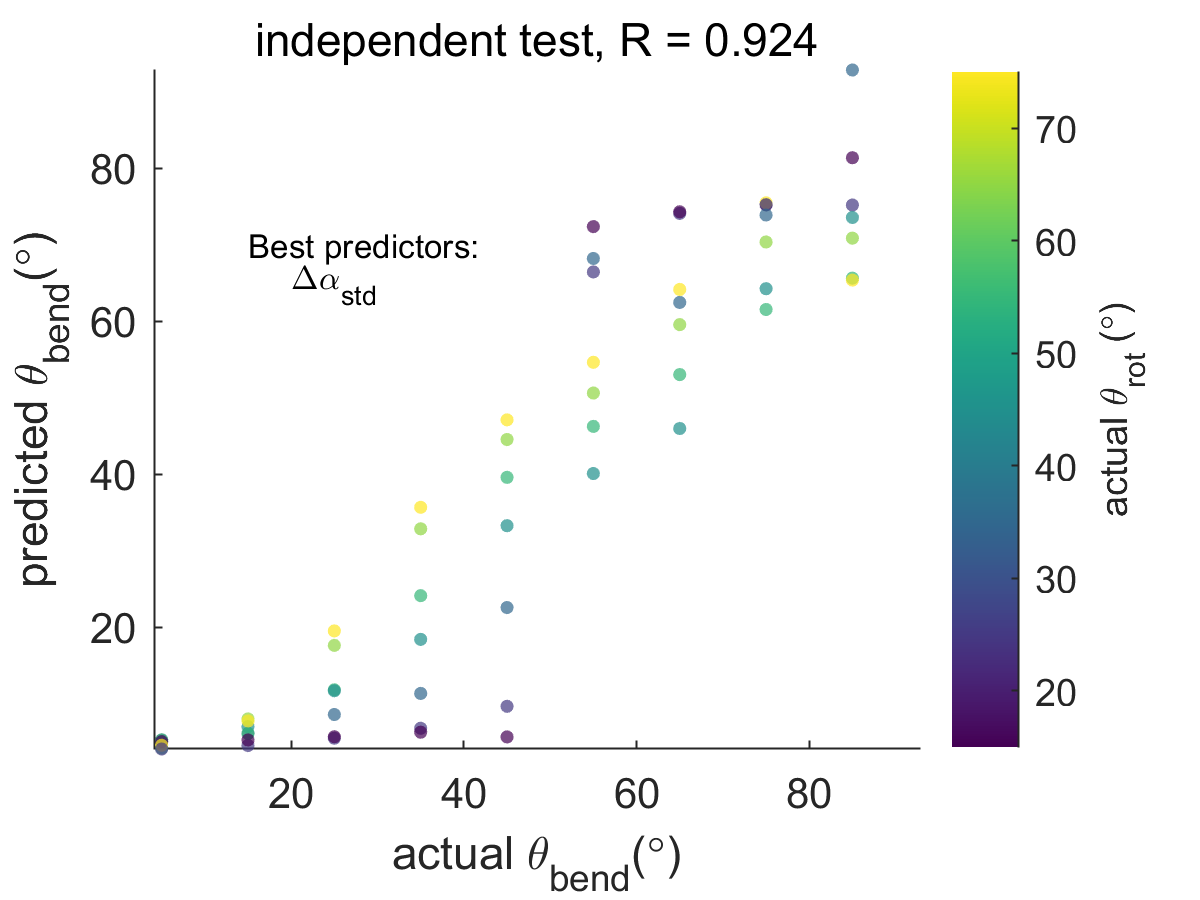 independent test, R = 0.924
80
60
40
20
predicted θbend(°)
Best predictors:
Δαstd
20 40 60 80
actual θbend(°)
70
60
50
40
30
20
actual θrot (°)